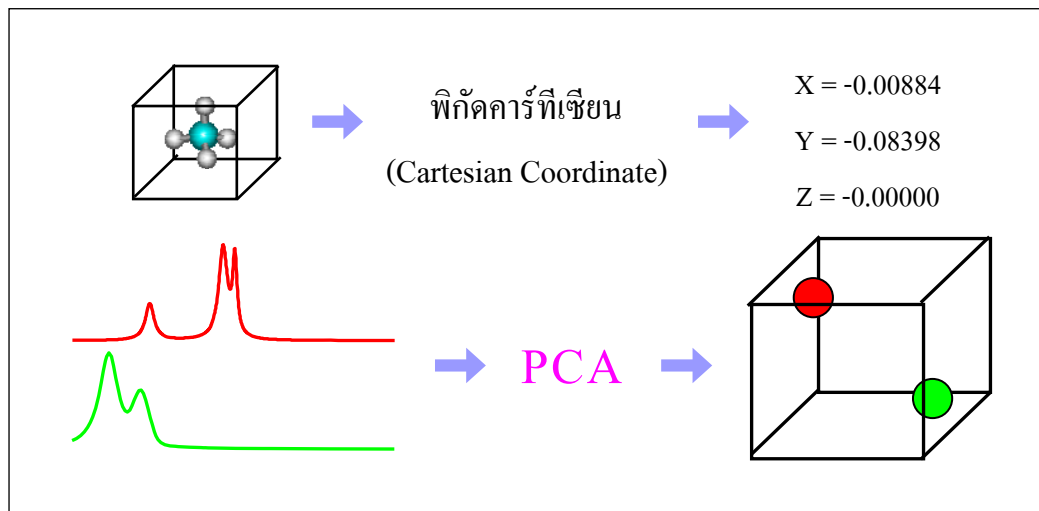 พิกัดคาร์ทีเซียน
(Cartesian Coordinate)
X = -0.00884
Y = -0.08398
Z = -0.00000
PCA